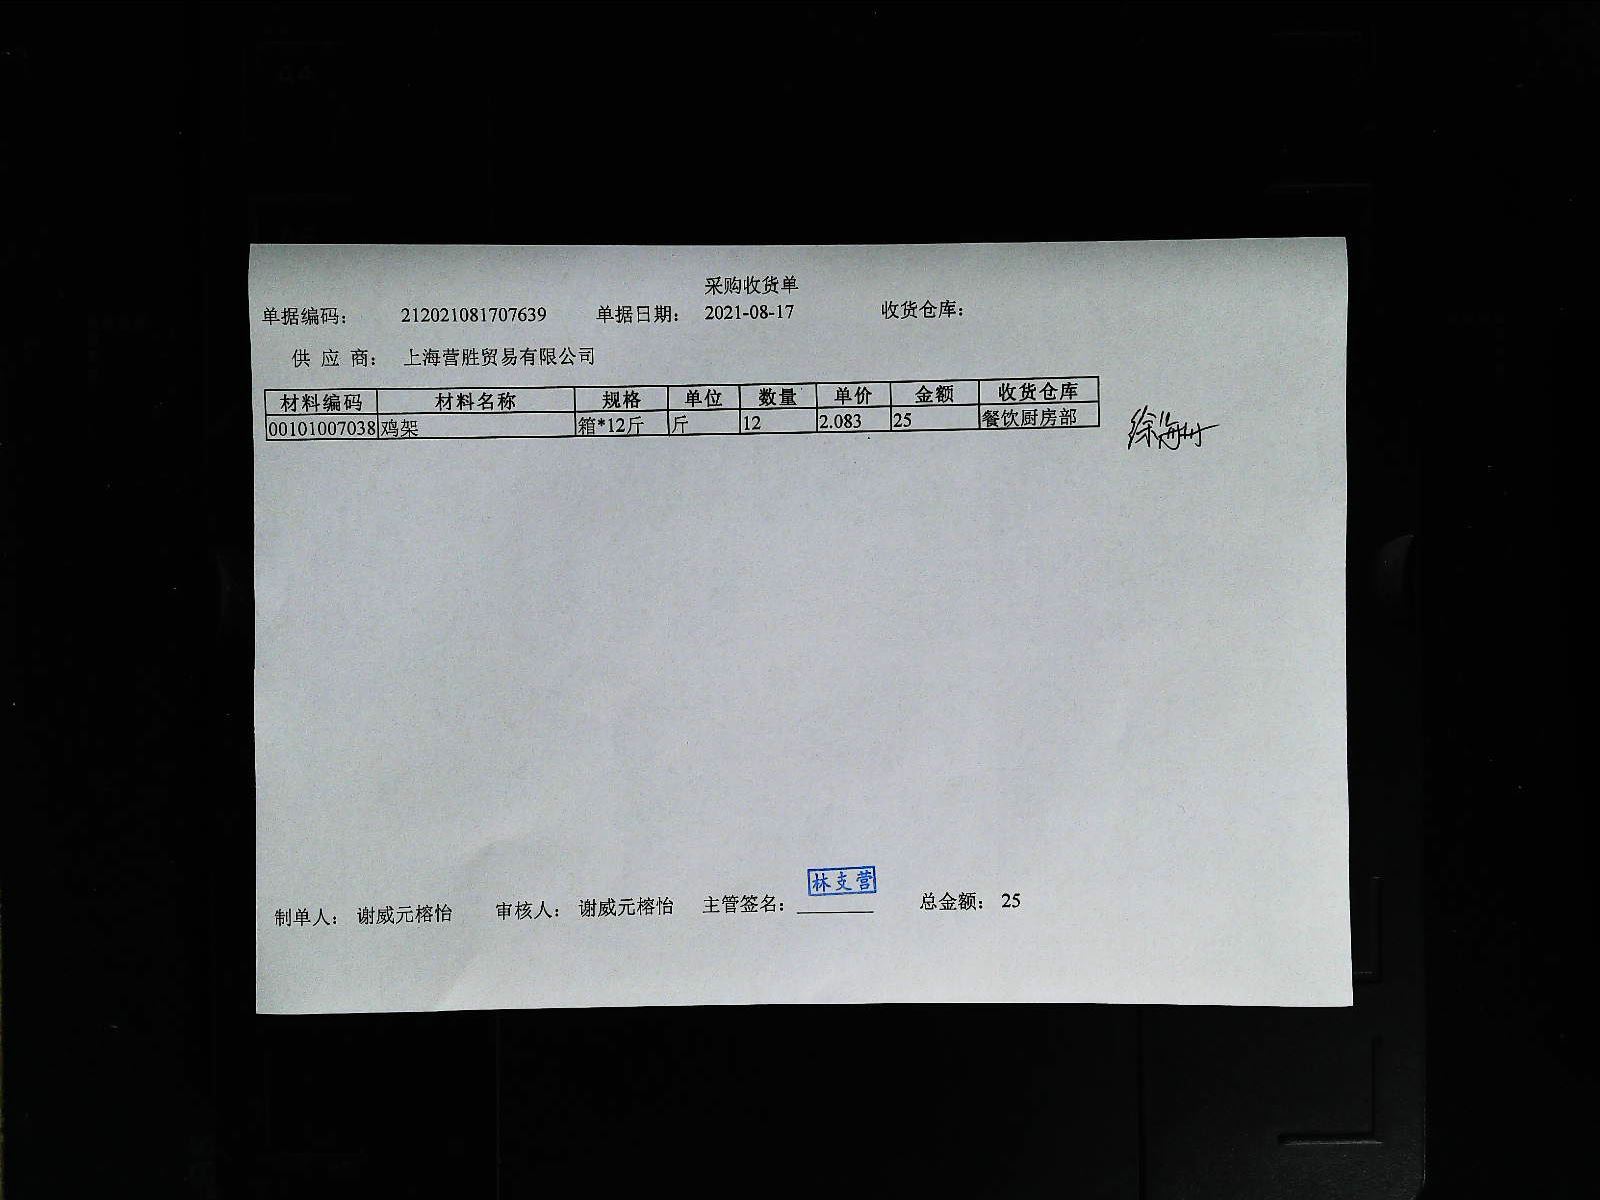 采购收货单
单据编码： 212021081707639 单据日期： 2021-08-17 收货仓库：
供 应 商： 上海营胜贸易有限公司
材料编码 材料名称 规格 单位 数量 单价 金额 收货仓库
00101007038 鸡架 箱*12斤 斤 12 2.083 25 餐饮厨房部
林支营
制单人： 谢威元榕怡 审核人： 谢威元榕怡 主管签名： 总金额： 25